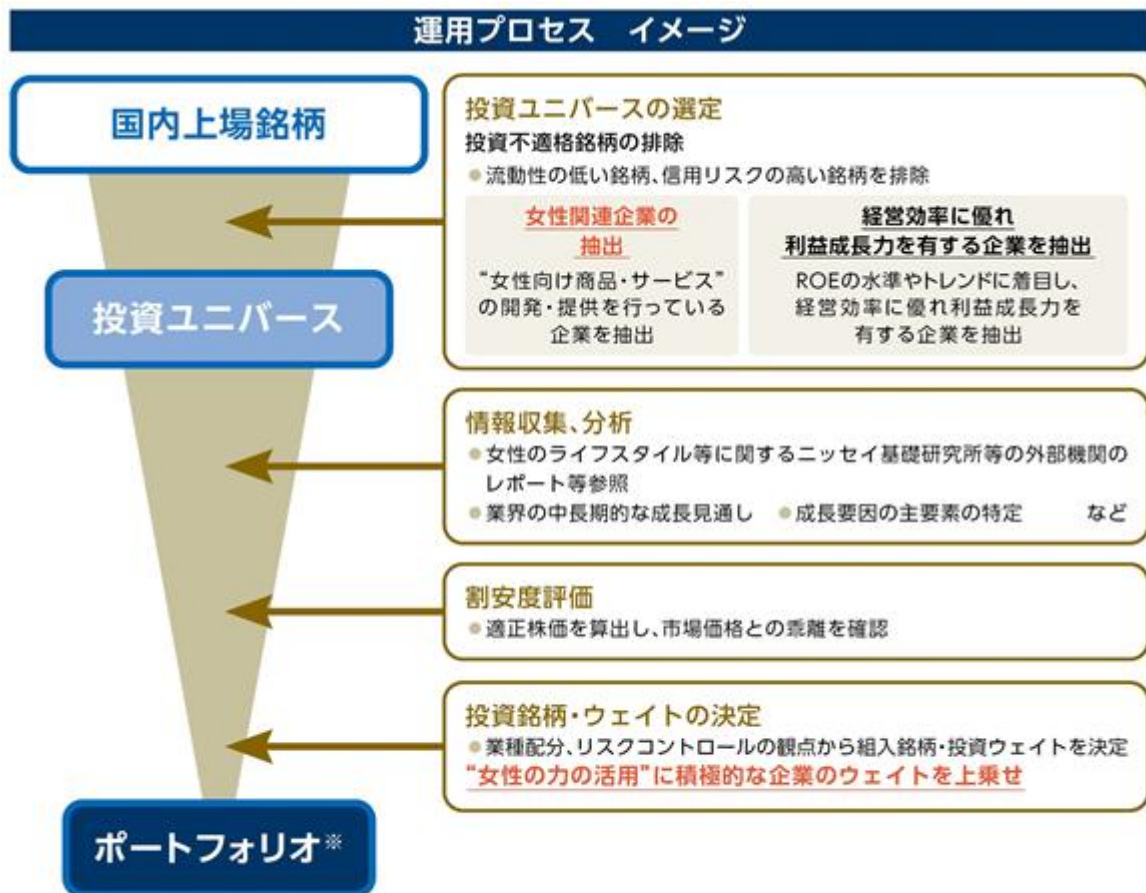 運用プロセス　イメージ
国内上場銘柄
投資ユニバース
ポートフォリオ※
投資ユニバースの選定
投資不適格銘柄の排除
●流動性の低い銘柄、信用リスクの高い銘柄を排除
女性関連企業の
抽出
“女性向け商品・サービス”
の開発・提供を行っている
企業を抽出
経営効率に優れ
利益成長力を有する企業を抽出
ROEの水準やトレンドに着目し、
経営効率に優れ利益成長力を
有する企業を抽出
情報収集、分析
●女性のライフスタイル等に関するニッセイ基礎研究所等の外部機関の
レポート等参照
●業界の中長期的な成長見通し　●成長要因の主要素の特定　など
割安度評価
●適正株価を算出し、市場価格との乖離を確認
投資銘柄・ウェイトの決定
●業種配分、リスクコントロールの観点から組入銘柄・投資ウェイトを決定
“女性の力の活用”に積極的な企業のウェイトを上乗せ